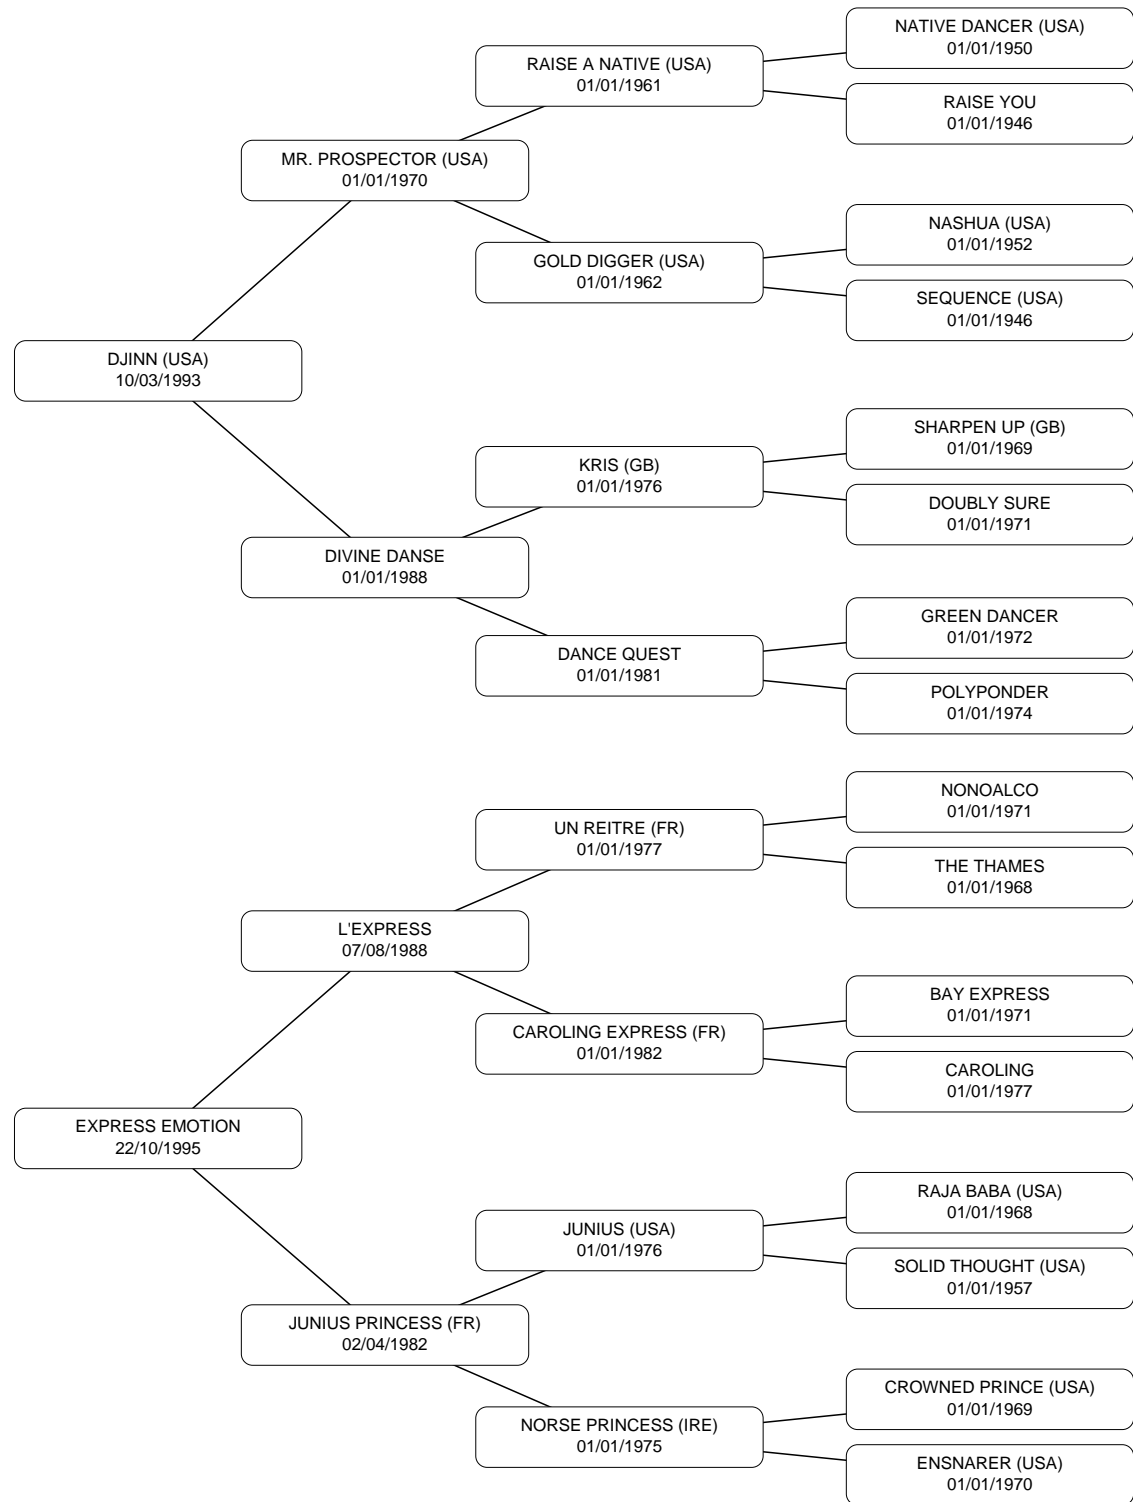 NATIVE DANCER (USA)
01/01/1950
RAISE A NATIVE (USA)
01/01/1961
RAISE YOU
01/01/1946
MR. PROSPECTOR (USA)
01/01/1970
NASHUA (USA)
01/01/1952
GOLD DIGGER (USA)
01/01/1962
SEQUENCE (USA)
01/01/1946
DJINN (USA)
10/03/1993
SHARPEN UP (GB)
01/01/1969
KRIS (GB)
01/01/1976
DOUBLY SURE
01/01/1971
DIVINE DANSE
01/01/1988
GREEN DANCER
01/01/1972
DANCE QUEST
01/01/1981
POLYPONDER
01/01/1974
NONOALCO
01/01/1971
UN REITRE (FR)
01/01/1977
THE THAMES
01/01/1968
L'EXPRESS
07/08/1988
BAY EXPRESS
01/01/1971
CAROLING EXPRESS (FR)
01/01/1982
CAROLING
01/01/1977
EXPRESS EMOTION
22/10/1995
RAJA BABA (USA)
01/01/1968
JUNIUS (USA)
01/01/1976
SOLID THOUGHT (USA)
01/01/1957
JUNIUS PRINCESS (FR)
02/04/1982
CROWNED PRINCE (USA)
01/01/1969
NORSE PRINCESS (IRE)
01/01/1975
ENSNARER (USA)
01/01/1970